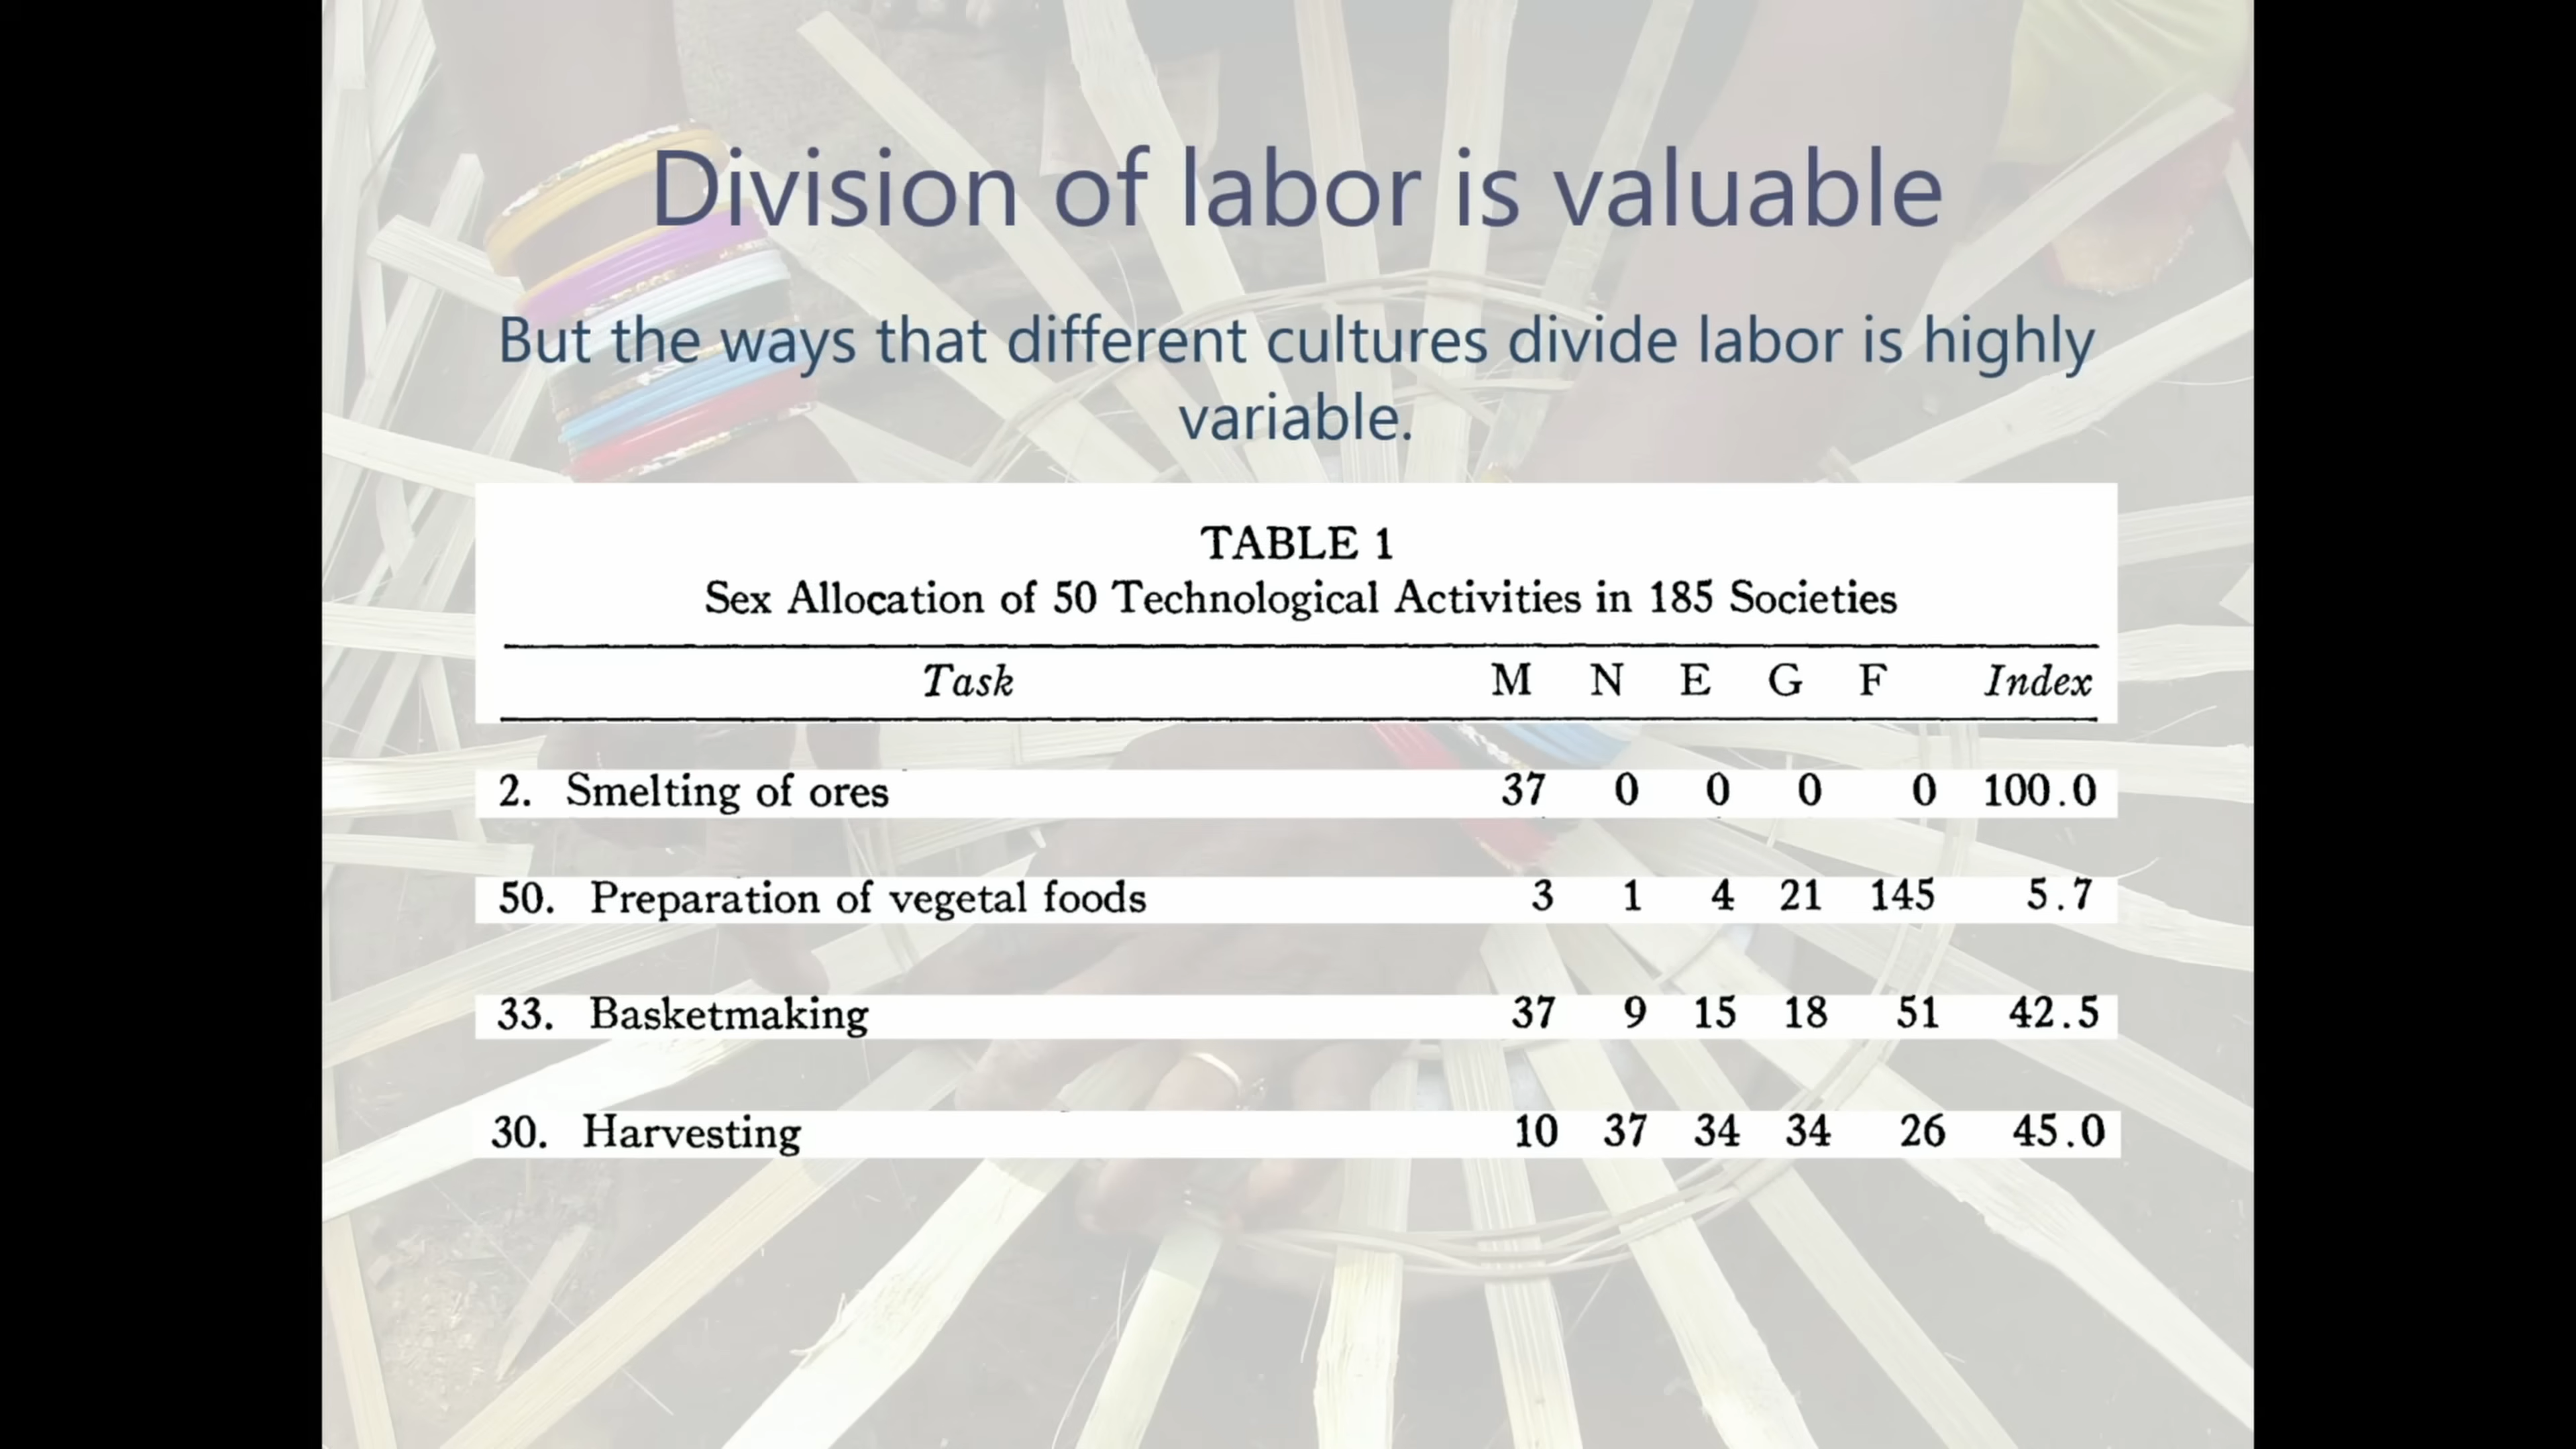 Division of labor is valuable
But the ways that different cultures divide labor is highly
variable.
TABLE 1
Sex Allocation of 50 Technological Activities in 185 Societies
Task M N E G F Index
2. Smelting of ores 37 0 0 0 0 100.0
50. Preparation of vegetal foods 3 1 4 21 145 5.7
33. Basketmaking 37 9 15 18 51 42.5
30. Harvesting 10 37 34 34 26 45.0